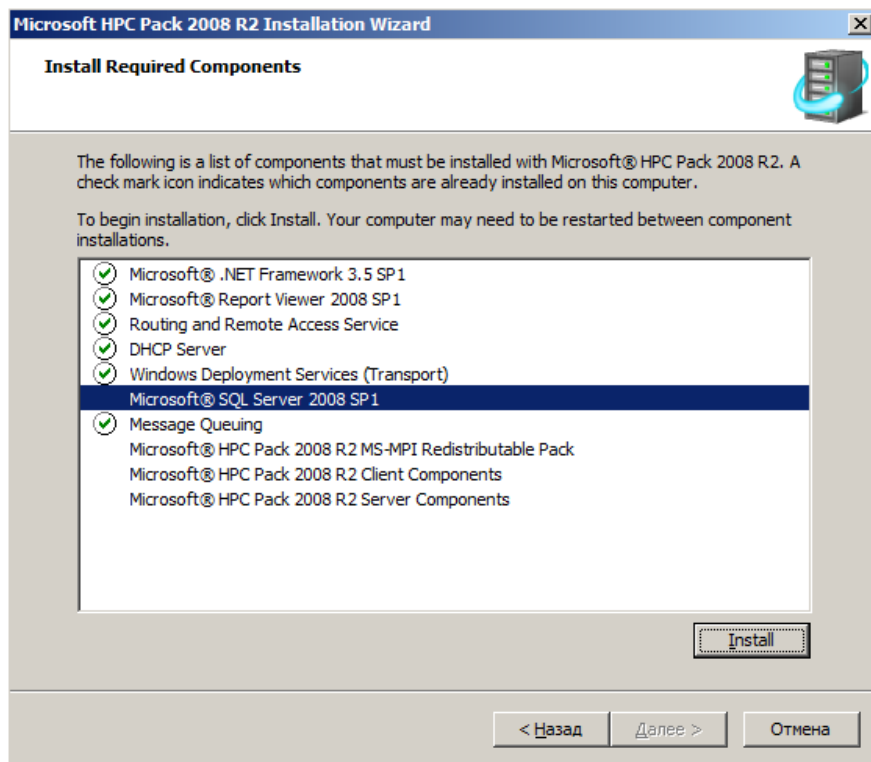 Microsoft HPC Pack 2008 R2 Installation Wizard
Install Required Components
The following is a list of components that must be installed with Microsoft® HPC Pack 2008 R2. A
check mark icon indicates which components are already installed on this computer.
To begin installation, click Install. Your computer may need to be restarted between component
installations.
Microsoft® .NET Framework 3.5 SP1
Microsoft® Report Viewer 2008 SP1
Routing and Remote Access Service
DHCP Server
Windows Deployment Services (Transport)
Microsoft® SQL Server 2008 SP1
Message Queuing
Microsoft® HPC Pack 2008 R2 MS-MPI Redistributable Pack
Microsoft® HPC Pack 2008 R2 Client Components
Microsoft® HPC Pack 2008 R2 Server Components
Install
< Назад Далее > Отмена